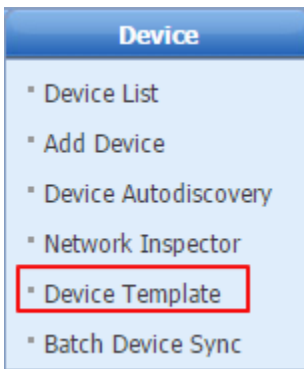 Device
Device List
Add Device
Device Autodiscovery
Network Inspector
Device Template
Batch Device Sync